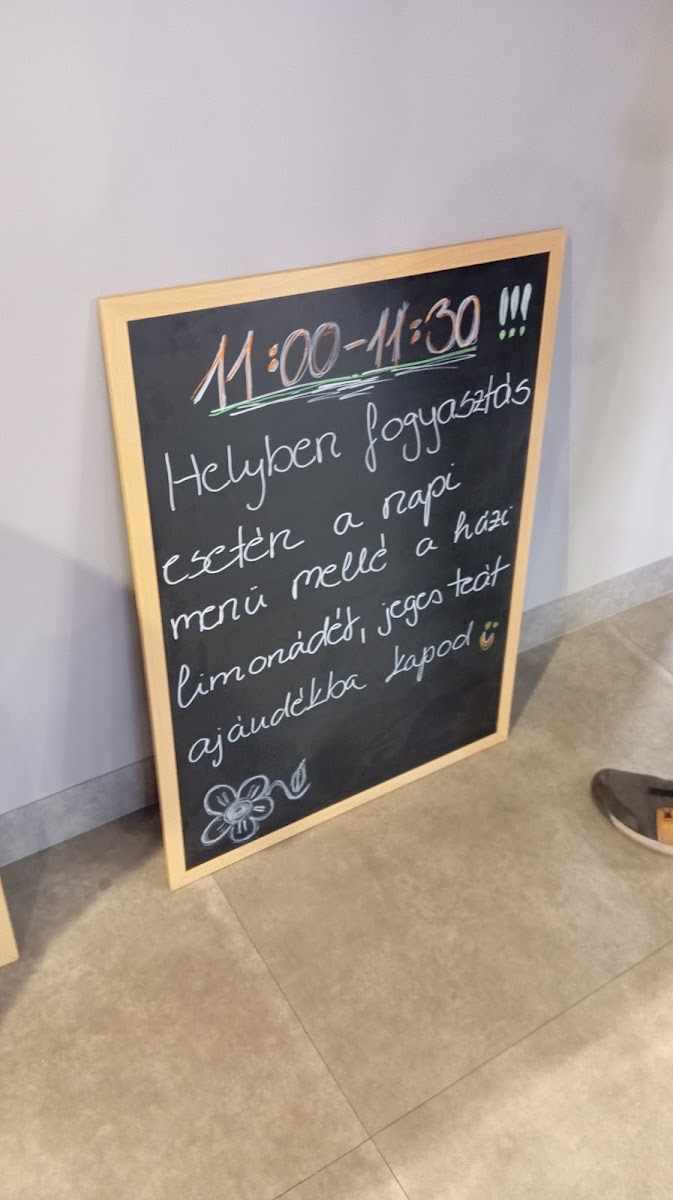 11:00-11:30 !!!
Helyben fogyasztás
esetén a napi
menü mellé a házi
limonádét, jeges teát
ajándékba kapod